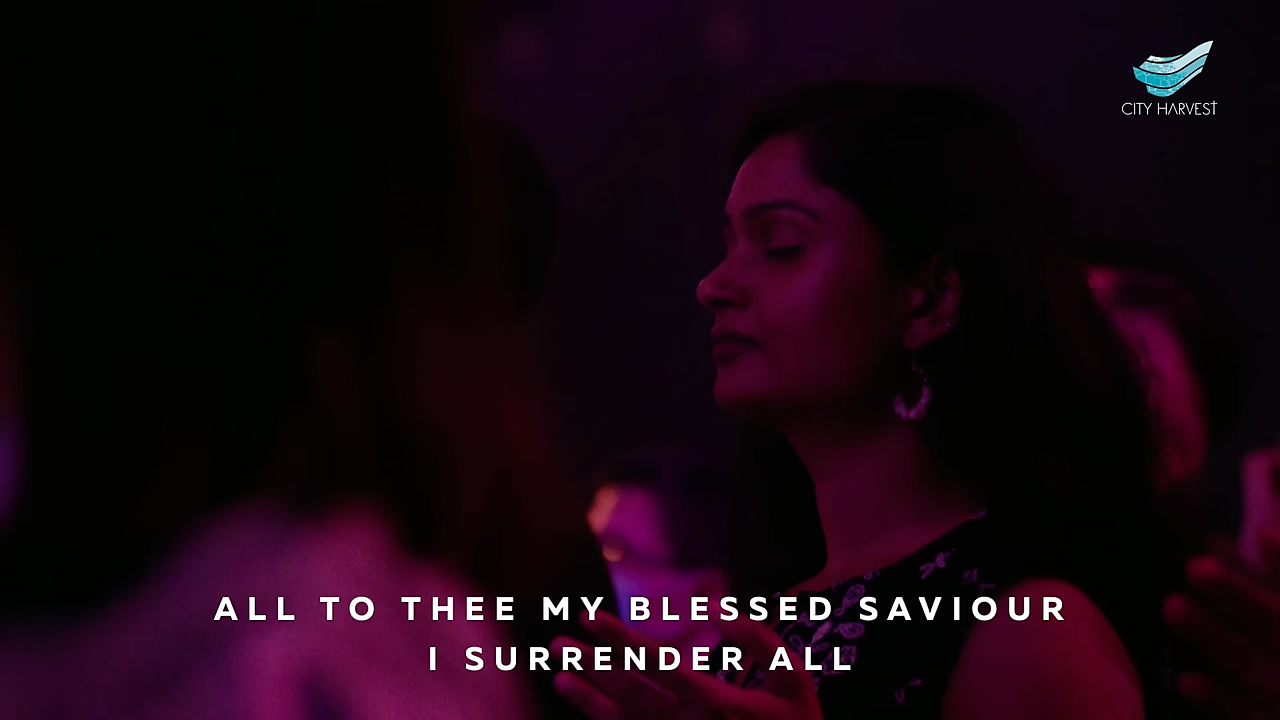 CITY HARVEST
ALL TO THEE MY BLESSED SAVIOUR
I SURRENDER ALL